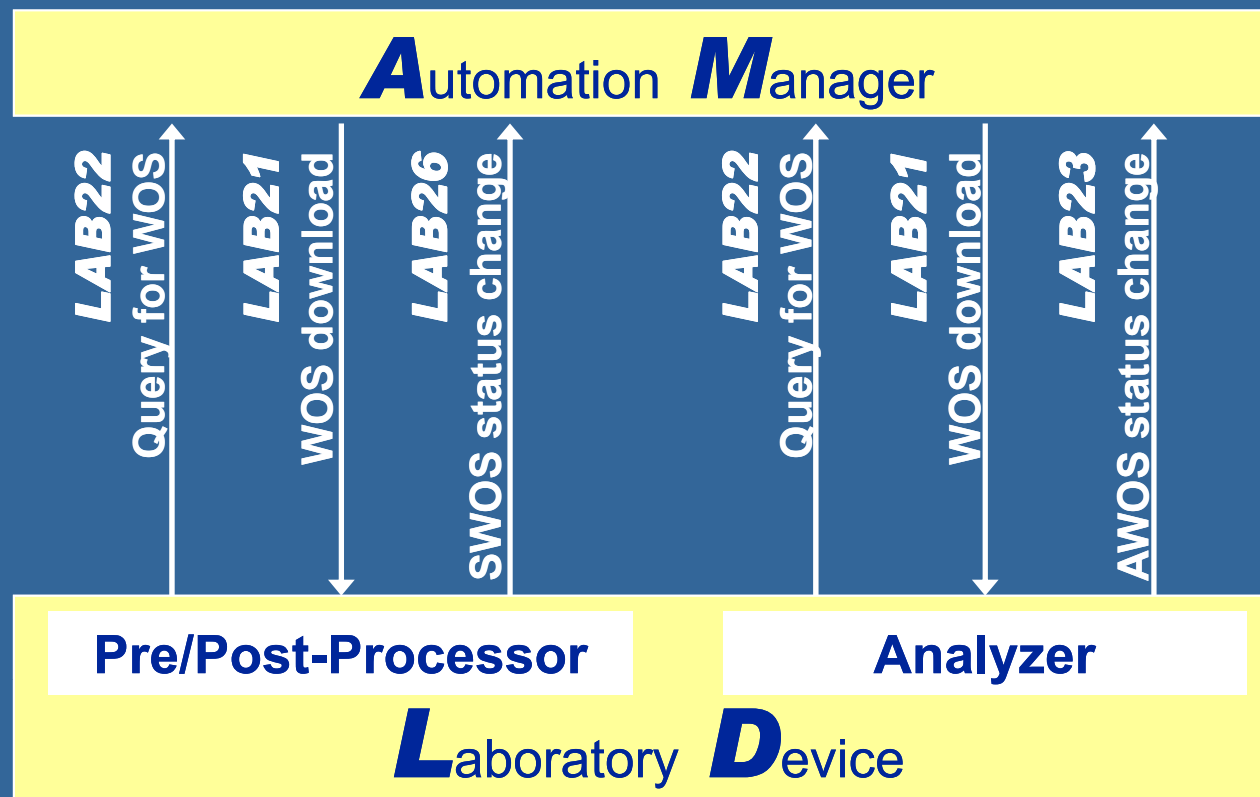 Automation Manager
LAB22
Query for WOS
LAB21
WOS download
LAB26
SWOS status change
LAB22
Query for WOS
LAB21
WOS download
LAB23
AWOS status change
Pre/Post-Processor
Analyzer
Laboratory Device